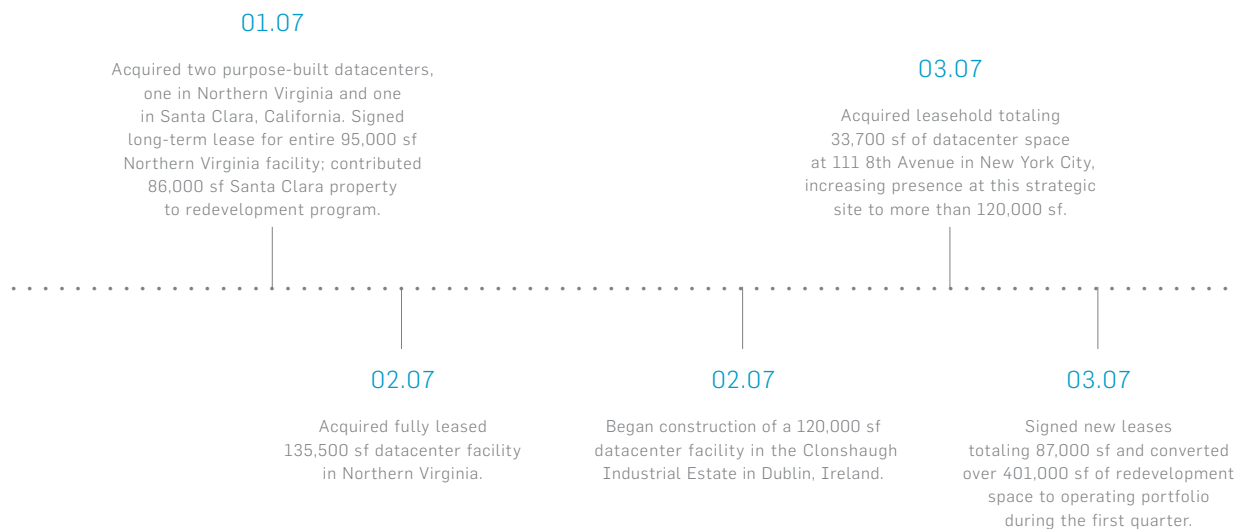 01.07
Acquired two purpose-built datacenters,
one in Northern Virginia and one
in Santa Clara, California. Signed
long-term lease for entire 95,000 sf
Northern Virginia facility; contributed
86,000 sf Santa Clara property
to redevelopment program.
02.07
Acquired fully leased
135,500 sf datacenter facility
in Northern Virginia.
02.07
Began construction of a 120,000 sf
datacenter facility in the Clonshaugh
Industrial Estate in Dublin, Ireland.
03.07
Acquired leasehold totaling
33,700 sf of datacenter space
at 111 8th Avenue in New York City,
increasing presence at this strategic
site to more than 120,000 sf.
03.07
Signed new leases
totaling 87,000 sf and converted
over 401,000 sf of redevelopment
space to operating portfolio
during the first quarter.